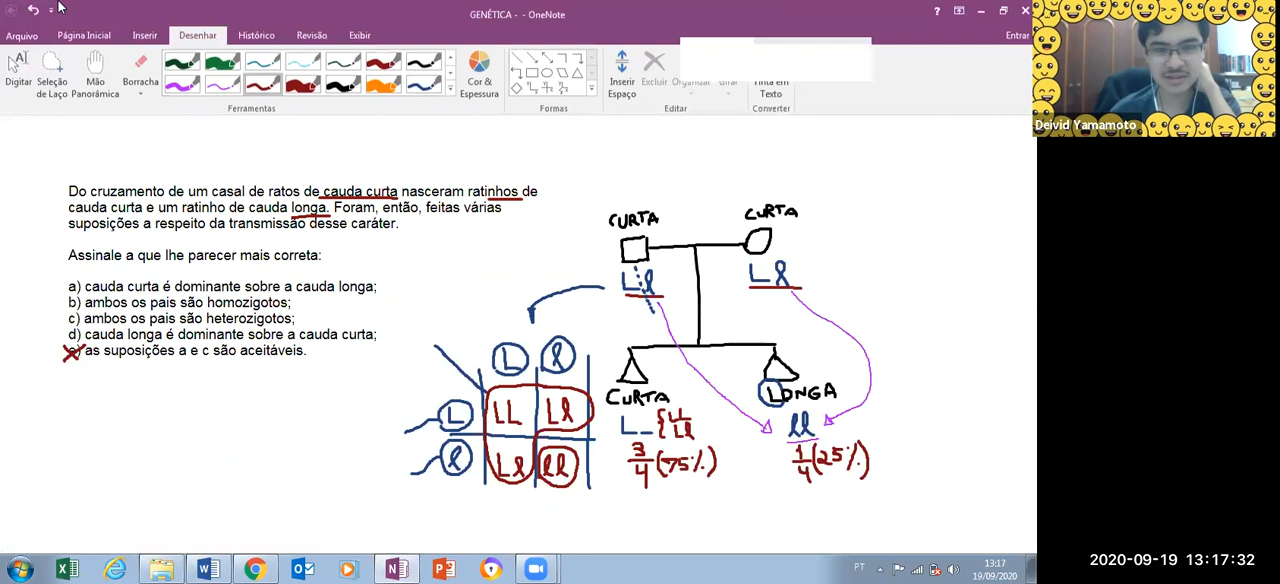 GENÉTICA - - OneNote
Entrar
Arquivo
Página Inicial
Inserir
Desenhar
Histórico
Revisão
Exibir
Digitar
Seleção de Laço
Mão Panorâmica
Borracha
Cor & Espessura
Inserir Espaço
Excluir
Organizar
Girar
Tinta em Texto
Ferramentas
Formas
Editar
Converter
Deivid Yamamoto
Do cruzamento de um casal de ratos de cauda curta nasceram ratinhos de
cauda curta e um ratinho de cauda longa. Foram, então, feitas várias
suposições a respeito da transmissão desse caráter.
Assinale a que lhe parecer mais correta:
a) cauda curta é dominante sobre a cauda longa;
b) ambos os pais são homozigotos;
c) ambos os pais são heterozigotos;
d) cauda longa é dominante sobre a cauda curta;
e) as suposições a e c são aceitáveis.
CURTA
CURTA
Ll
Ll
L l
L LL Ll
l Ll ll
CURTA
L_ { LL
Ll
3/4 (75%)
LONGA
ll
1/4 (25%)
PT
13:17
19/09/2020
2020-09-19 13:17:32